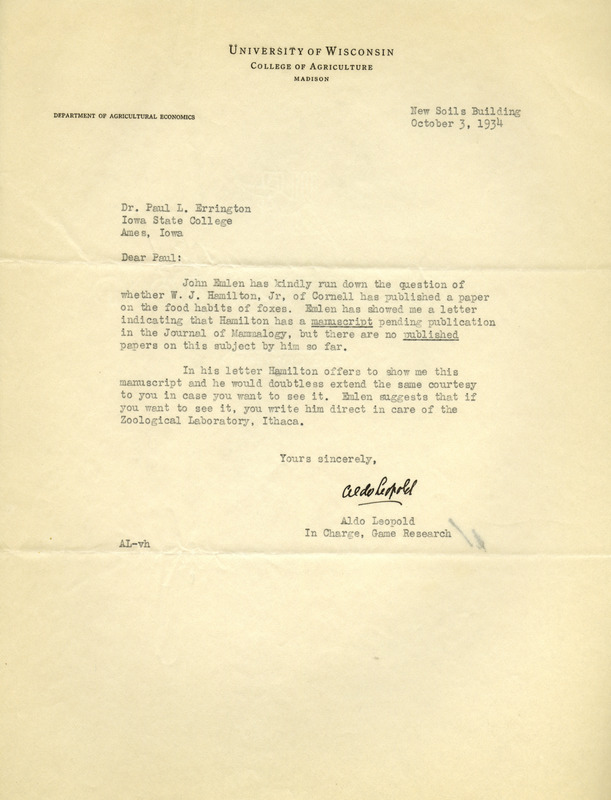 UNIVERSITY OF WISCONSIN
COLLEGE OF AGRICULTURE
MADISON
DEPARTMENT OF AGRICULTURAL ECONOMICS
New Soils Building
October 3, 1934
Dr. Paul L. Errington
Iowa State College
Ames, Iowa
Dear Paul:
John Emlen has kindly run down the question of
whether W. J. Hamilton, Jr, of Cornell has published a paper
on the food habits of foxes. Emlen has showed me a letter
indicating that Hamilton has a manuscript pending publication
in the Journal of Mammalogy, but there are no published
papers on this subject by him so far.
In his letter Hamilton offers to show me this
manuscript and he would doubtless extend the same courtesy
to you in case you want to see it. Emlen suggests that if
you want to see it, you write him direct in care of the
Zoological Laboratory, Ithaca.
Yours sincerely,
Aldo Leopold
Aldo Leopold
In Charge, Game Research
AL-vh